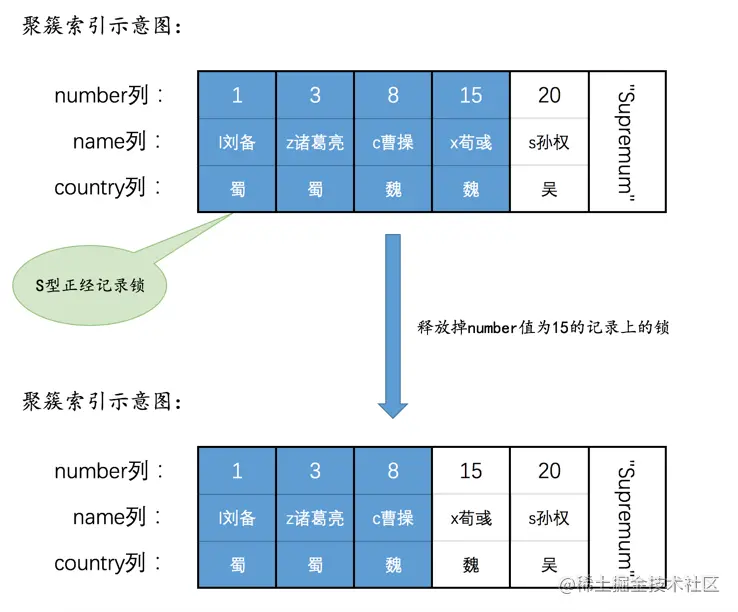 聚簇索引示意图：
number列： 1 3 8 15 20 "Supremum"
name列： l刘备 z诸葛亮 c曹操 x荀彧 s孙权
country列： 蜀 蜀 魏 魏 吴
S型正经记录锁
释放掉number值为15的记录上的锁
聚簇索引示意图：
number列： 1 3 8 15 20 "Supremum"
name列： l刘备 z诸葛亮 c曹操 x荀彧 s孙权
country列： 蜀 蜀 魏 魏 吴
@稀土掘金技术社区